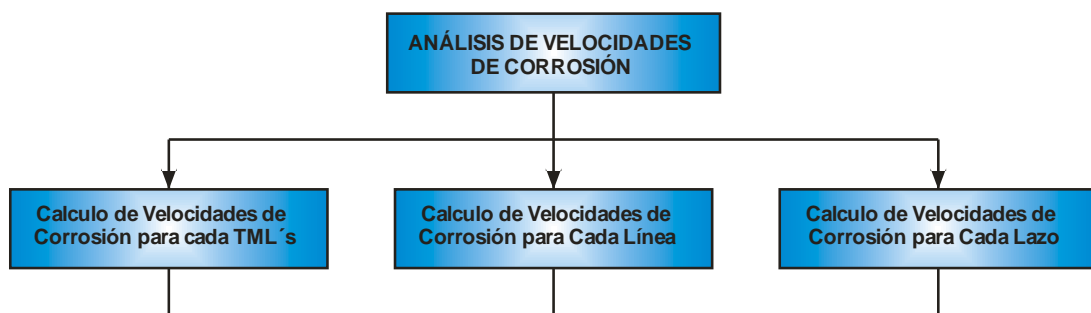 ANÁLISIS DE VELOCIDADES
DE CORROSIÓN
Calculo de Velocidades de
Corrosión para cada TML´s
Calculo de Velocidades de
Corrosión para Cada Línea
Calculo de Velocidades de
Corrosión para Cada Lazo